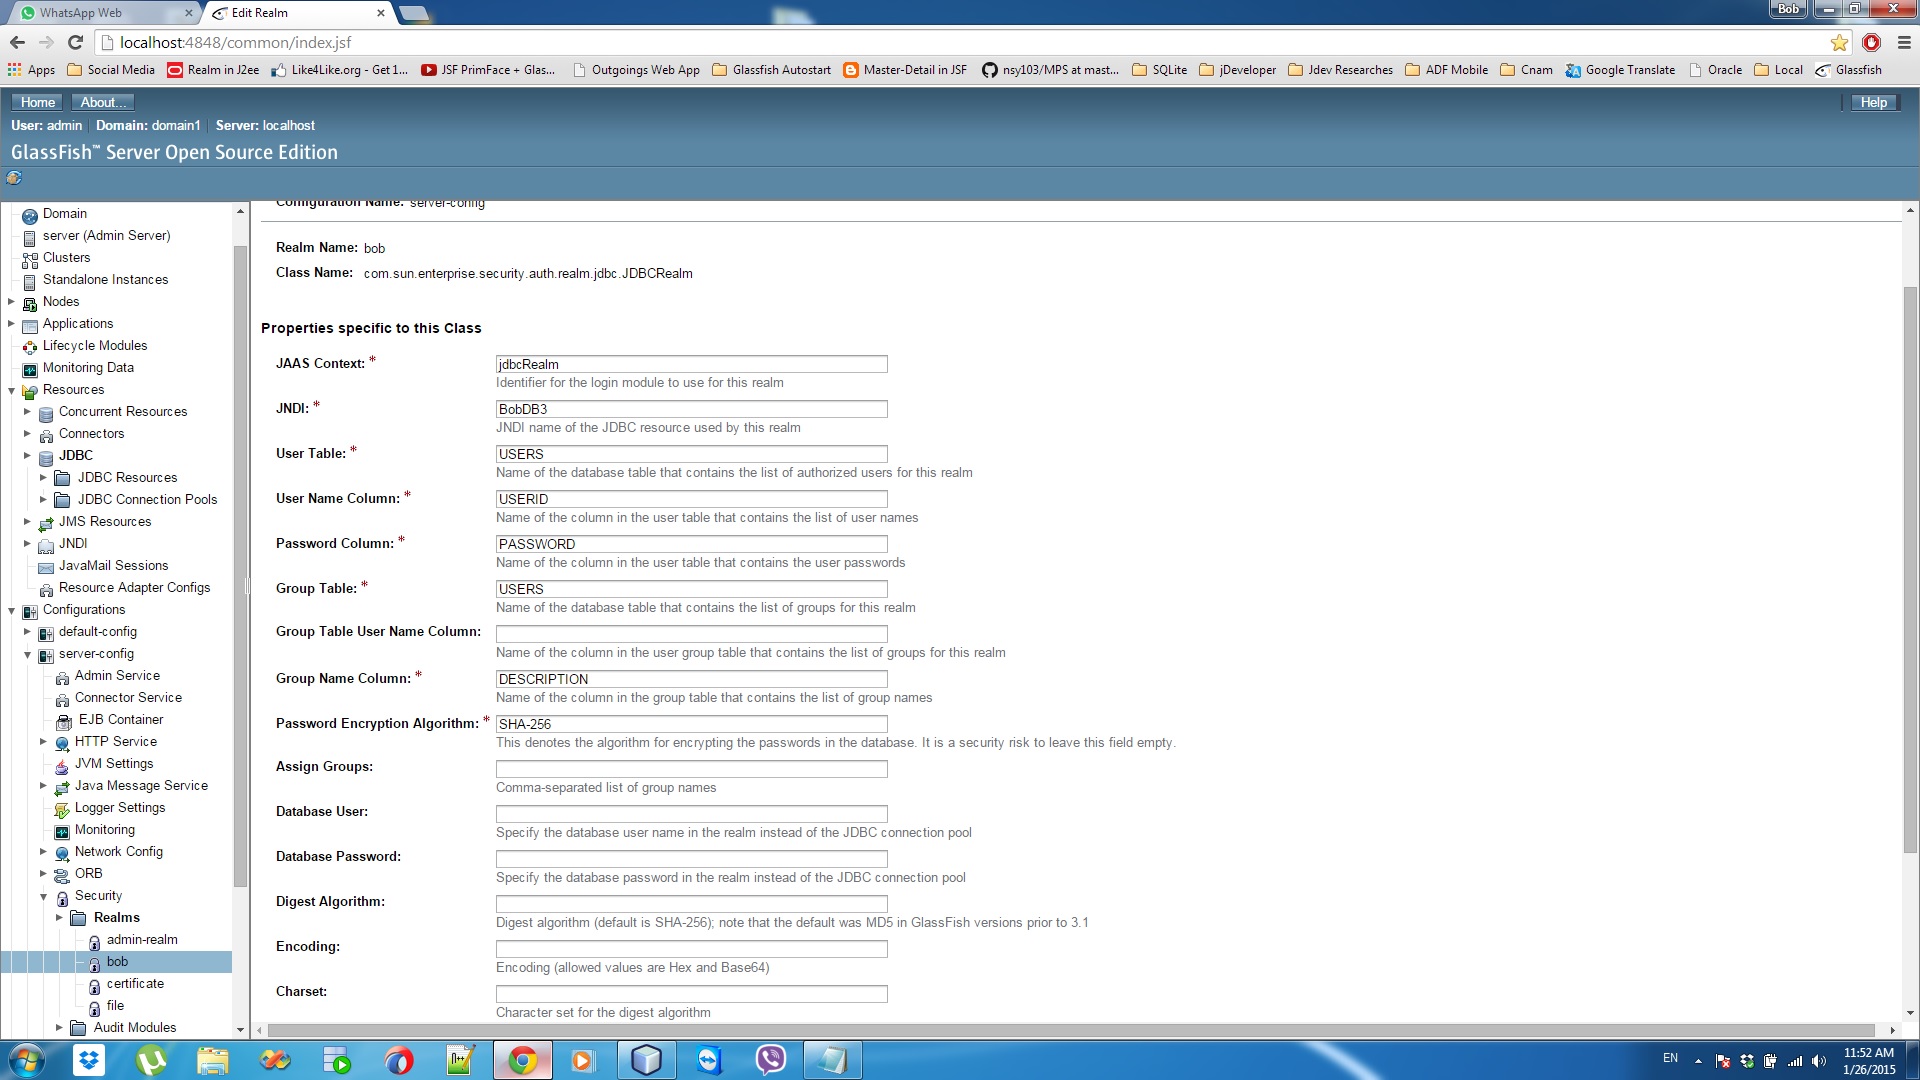 WhatsApp Web
Edit Realm
Bob
localhost:4848/common/index.jsf
Apps
Social Media
Realm in J2ee
Like4Like.org - Get 1...
JSF PrimFace + Glas...
Outgoings Web App
Glassfish Autostart
Master-Detail in JSF
nsy103/MPS at mast...
SQLite
jDeveloper
Jdev Researches
ADF Mobile
Cnam
Google Translate
Oracle
Local
Glassfish
Home
About...
Help
User: admin
Domain: domain1
Server: localhost
GlassFish™ Server Open Source Edition
Domain
server (Admin Server)
Clusters
Standalone Instances
Nodes
Applications
Lifecycle Modules
Monitoring Data
Resources
Concurrent Resources
Connectors
JDBC
JDBC Resources
JDBC Connection Pools
JMS Resources
JNDI
JavaMail Sessions
Resource Adapter Configs
Configurations
default-config
server-config
Admin Service
Connector Service
EJB Container
HTTP Service
JVM Settings
Java Message Service
Logger Settings
Monitoring
Network Config
ORB
Security
Realms
admin-realm
bob
certificate
file
Audit Modules
Configuration Name: server-config
Realm Name: bob
Class Name: com.sun.enterprise.security.auth.realm.jdbc.JDBCRealm
Properties specific to this Class
JAAS Context: * jdbcRealm
Identifier for the login module to use for this realm
JNDI: * BobDB3
JNDI name of the JDBC resource used by this realm
User Table: * USERS
Name of the database table that contains the list of authorized users for this realm
User Name Column: * USERID
Name of the column in the user table that contains the list of user names
Password Column: * PASSWORD
Name of the column in the user table that contains the user passwords
Group Table: * USERS
Name of the database table that contains the list of groups for this realm
Group Table User Name Column:
Name of the column in the user group table that contains the list of groups for this realm
Group Name Column: * DESCRIPTION
Name of the column in the group table that contains the list of group names
Password Encryption Algorithm: * SHA-256
This denotes the algorithm for encrypting the passwords in the database. It is a security risk to leave this field empty.
Assign Groups:
Comma-separated list of group names
Database User:
Specify the database user name in the realm instead of the JDBC connection pool
Database Password:
Specify the database password in the realm instead of the JDBC connection pool
Digest Algorithm:
Digest algorithm (default is SHA-256); note that the default was MD5 in GlassFish versions prior to 3.1
Encoding:
Encoding (allowed values are Hex and Base64)
Charset:
Character set for the digest algorithm
EN
11:52 AM
1/26/2015